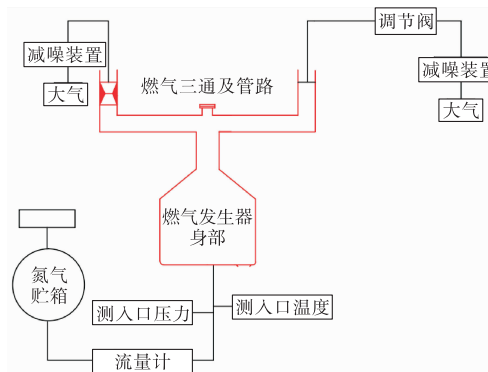 调节阀
减噪装置
燃气三通及管路
减噪装置
大气
大气
燃气发生器
身部
氮气
贮箱
测入口压力
测入口温度
流量计